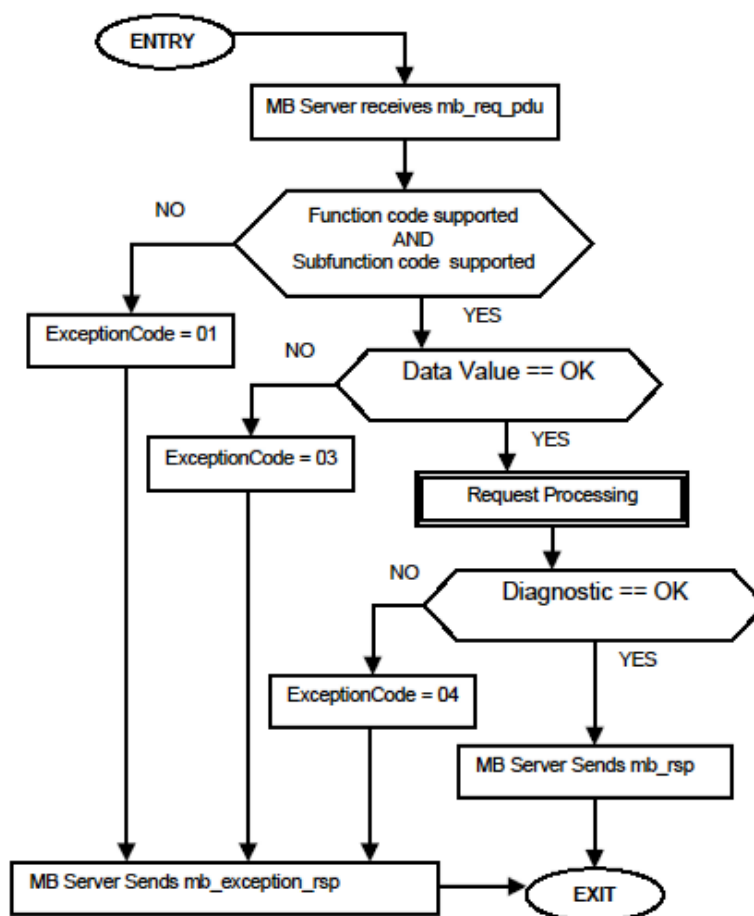 ENTRY
MB Server receives mb_req_pdu
NO
Function code supported
AND
Subfunction code supported
YES
ExceptionCode = 01
NO
Data Value == OK
YES
ExceptionCode = 03
Request Processing
NO
Diagnostic == OK
YES
ExceptionCode = 04
MB Server Sends mb_rsp
MB Server Sends mb_exception_rsp
EXIT